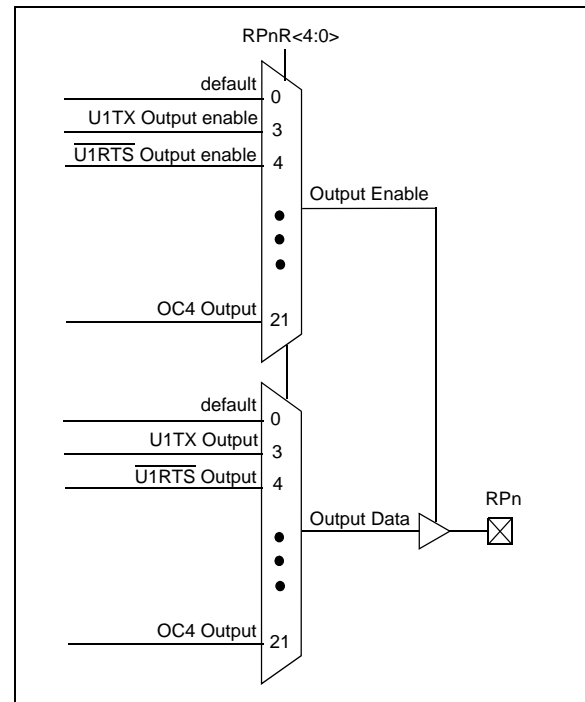 RPnR<4:0>
default
0
U1TX Output enable
3
U1RTS Output enable
4
Output Enable
OC4 Output
21
default
0
U1TX Output
3
U1RTS Output
4
RPn
Output Data
OC4 Output
21